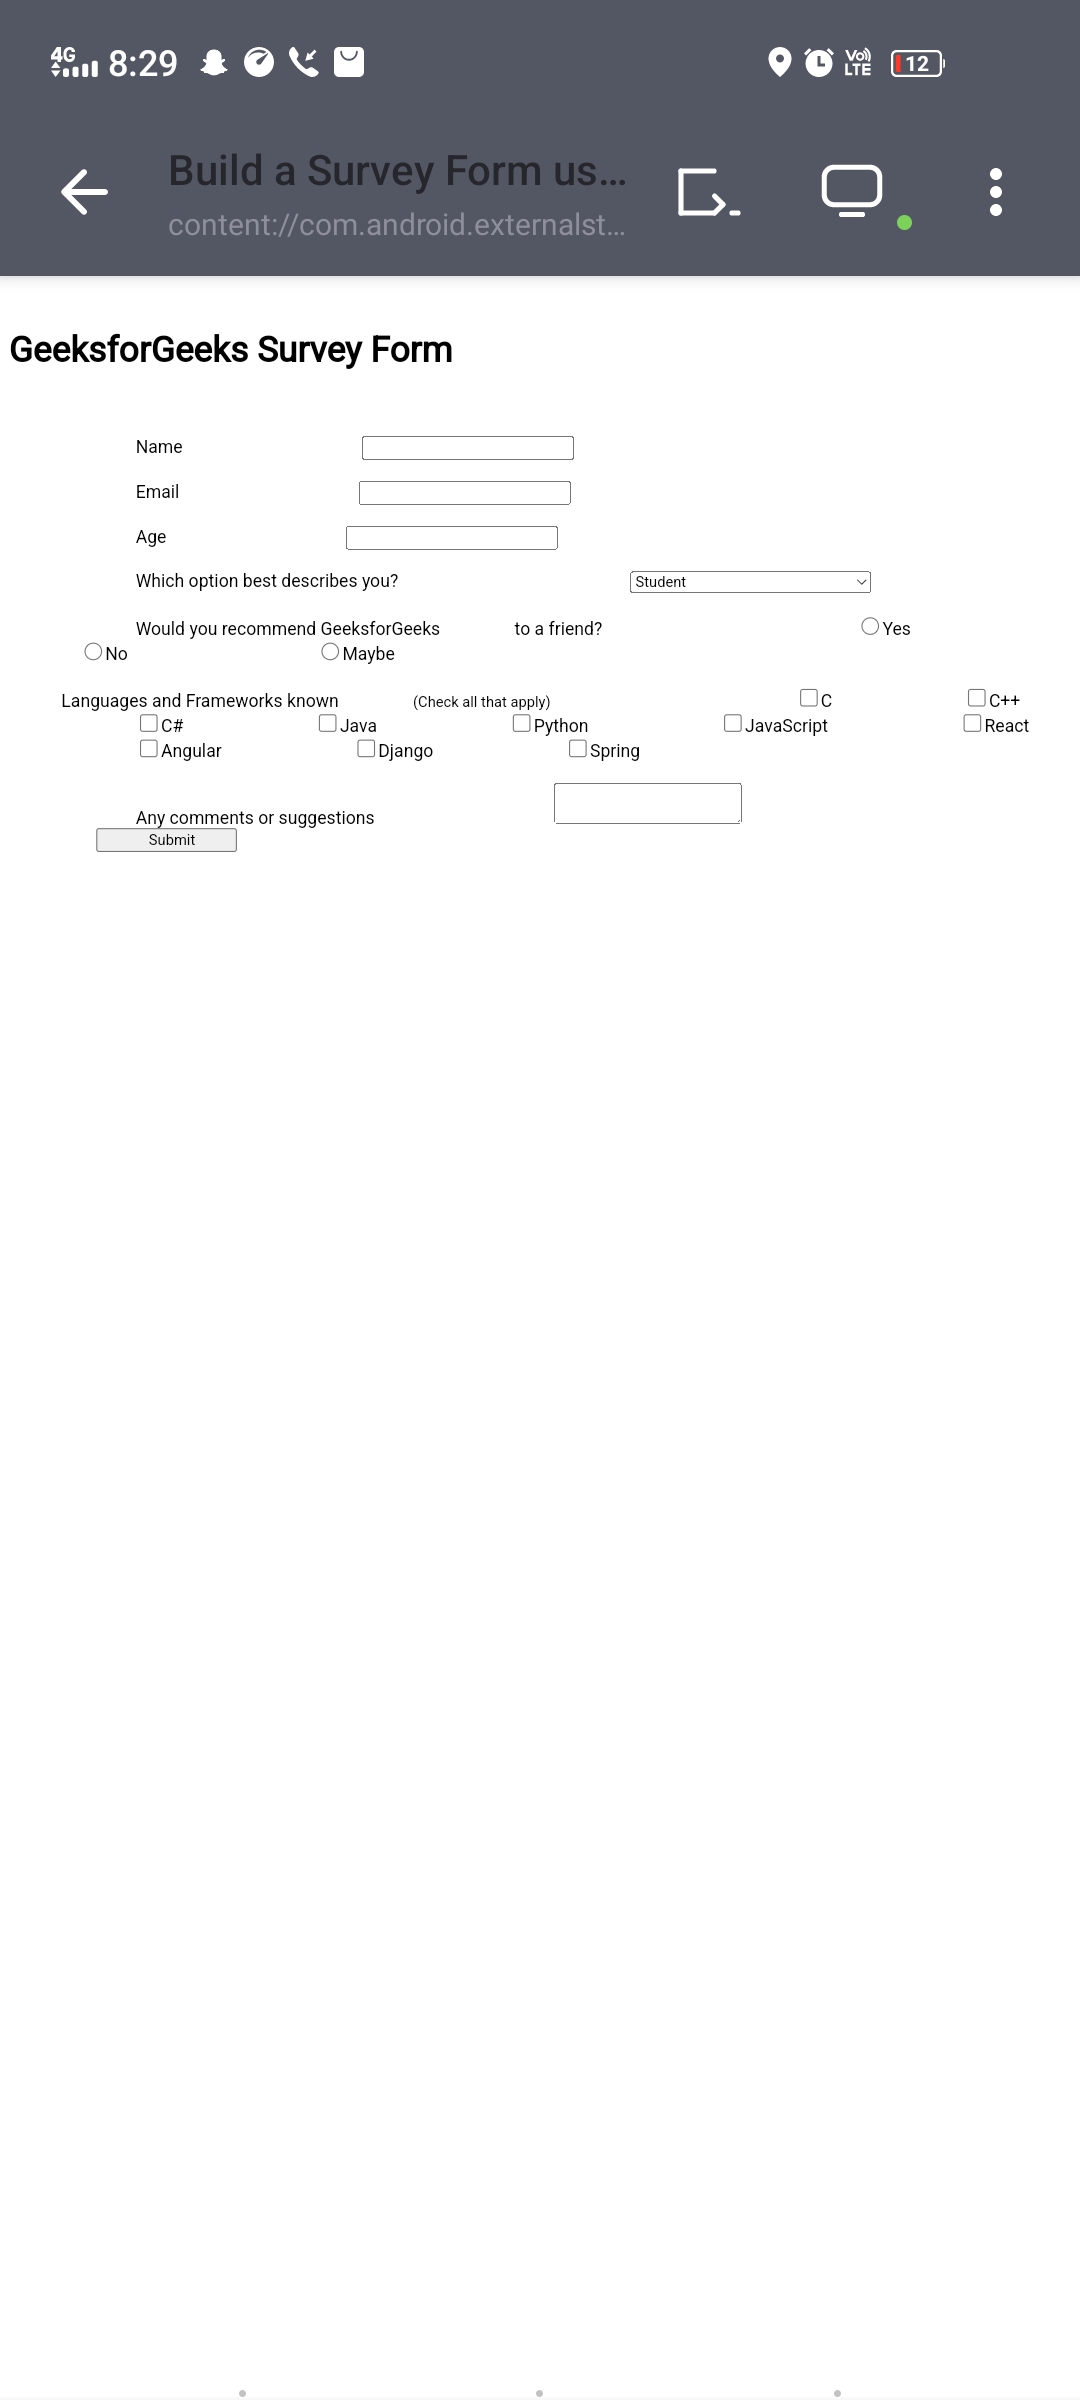 4G 8:29 Vo LTE 12
Build a Survey Form us...
content://com.android.externalst...
GeeksforGeeks Survey Form
Name
Email
Age
Which option best describes you? Student
Would you recommend GeeksforGeeks to a friend? Yes
No Maybe
Languages and Frameworks known (Check all that apply) C C++
C# Java Python JavaScript React
Angular Django Spring
Any comments or suggestions
Submit